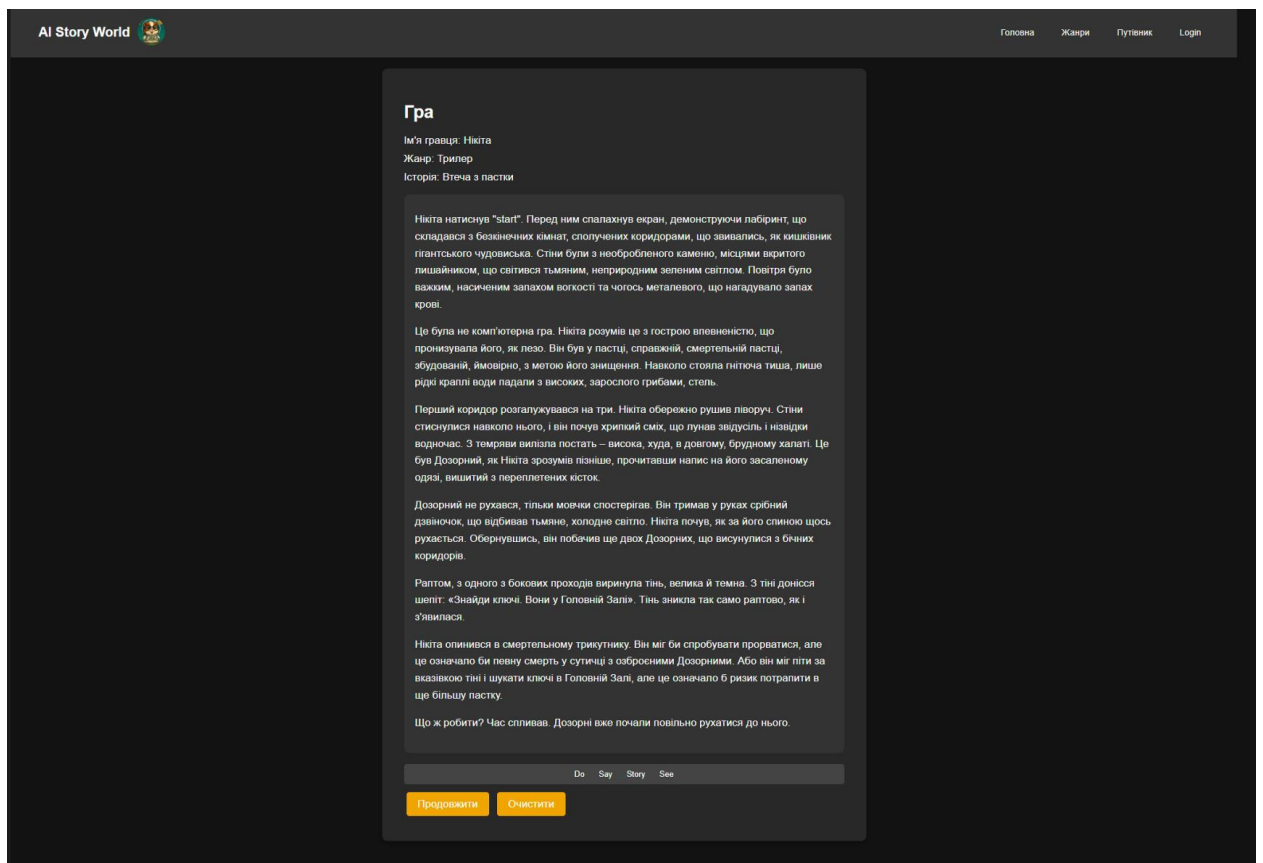 AI Story World
Головна Жанри Путівник Login
Гра
Ім'я гравця: Нікіта
Жанр: Трилер
Історія: Втеча з пастки
Нікіта натиснув "start". Перед ним спалахнув екран, демонструючи лабіринт, що
складався з безкінечних кімнат, сполучених коридорами, що звивались, як кишківник
гігантського чудовиська. Стіни були з необробленого каменю, місцями вкритого
лишайником, що світився тьмяним, неприродним зеленим світлом. Повітря було
важким, насиченим запахом вогкості та чогось металевого, що нагадувало запах
крові.
Це була не комп'ютерна гра. Нікіта розумів це з гострою впевненістю, що
пронизувала його, як лезо. Він був у пастці, справжній, смертельній пастці,
збудованій, ймовірно, з метою його знищення. Навколо стояла гнітюча тиша, лише
рідкі краплі води падали з високих, зарослого грибами, стель.
Перший коридор розгалужувався на три. Нікіта обережно рушив ліворуч. Стіни
стиснулися навколо нього, і він почув хрипкий сміх, що лунав звідусіль і нізвідки
водночас. З темряви вилізла постать – висока, худа, в довгому, брудному халаті. Це
був Дозорний, як Нікіта зрозумів пізніше, прочитавши напис на його засаленому
одязі, вишитий з переплетених кісток.
Дозорний не рухався, тільки мовчки спостерігав. Він тримав у руках срібний
дзвіночок, що відбивав тьмяне, холодне світло. Нікіта почув, як за його спиною щось
рухається. Обернувшись, він побачив ще двох Дозорних, що висунулися з бічних
коридорів.
Раптом, з одного з бокових проходів виринула тінь, велика й темна. З тіні донісся
шепіт: «Знайди ключі. Вони у Головній Залі». Тінь зникла так само раптово, як і
з'явилася.
Нікіта опинився в смертельному трикутнику. Він міг би спробувати прорватися, але
це означало би певну смерть у сутичці з озброєними Дозорними. Або він міг піти за
вказівкою тіні і шукати ключі в Головній Залі, але це означало б ризик потрапити в
ще більшу пастку.
Що ж робити? Час спливав. Дозорні вже почали повільно рухатися до нього.
Do Say Story See
Продовжити Очистити